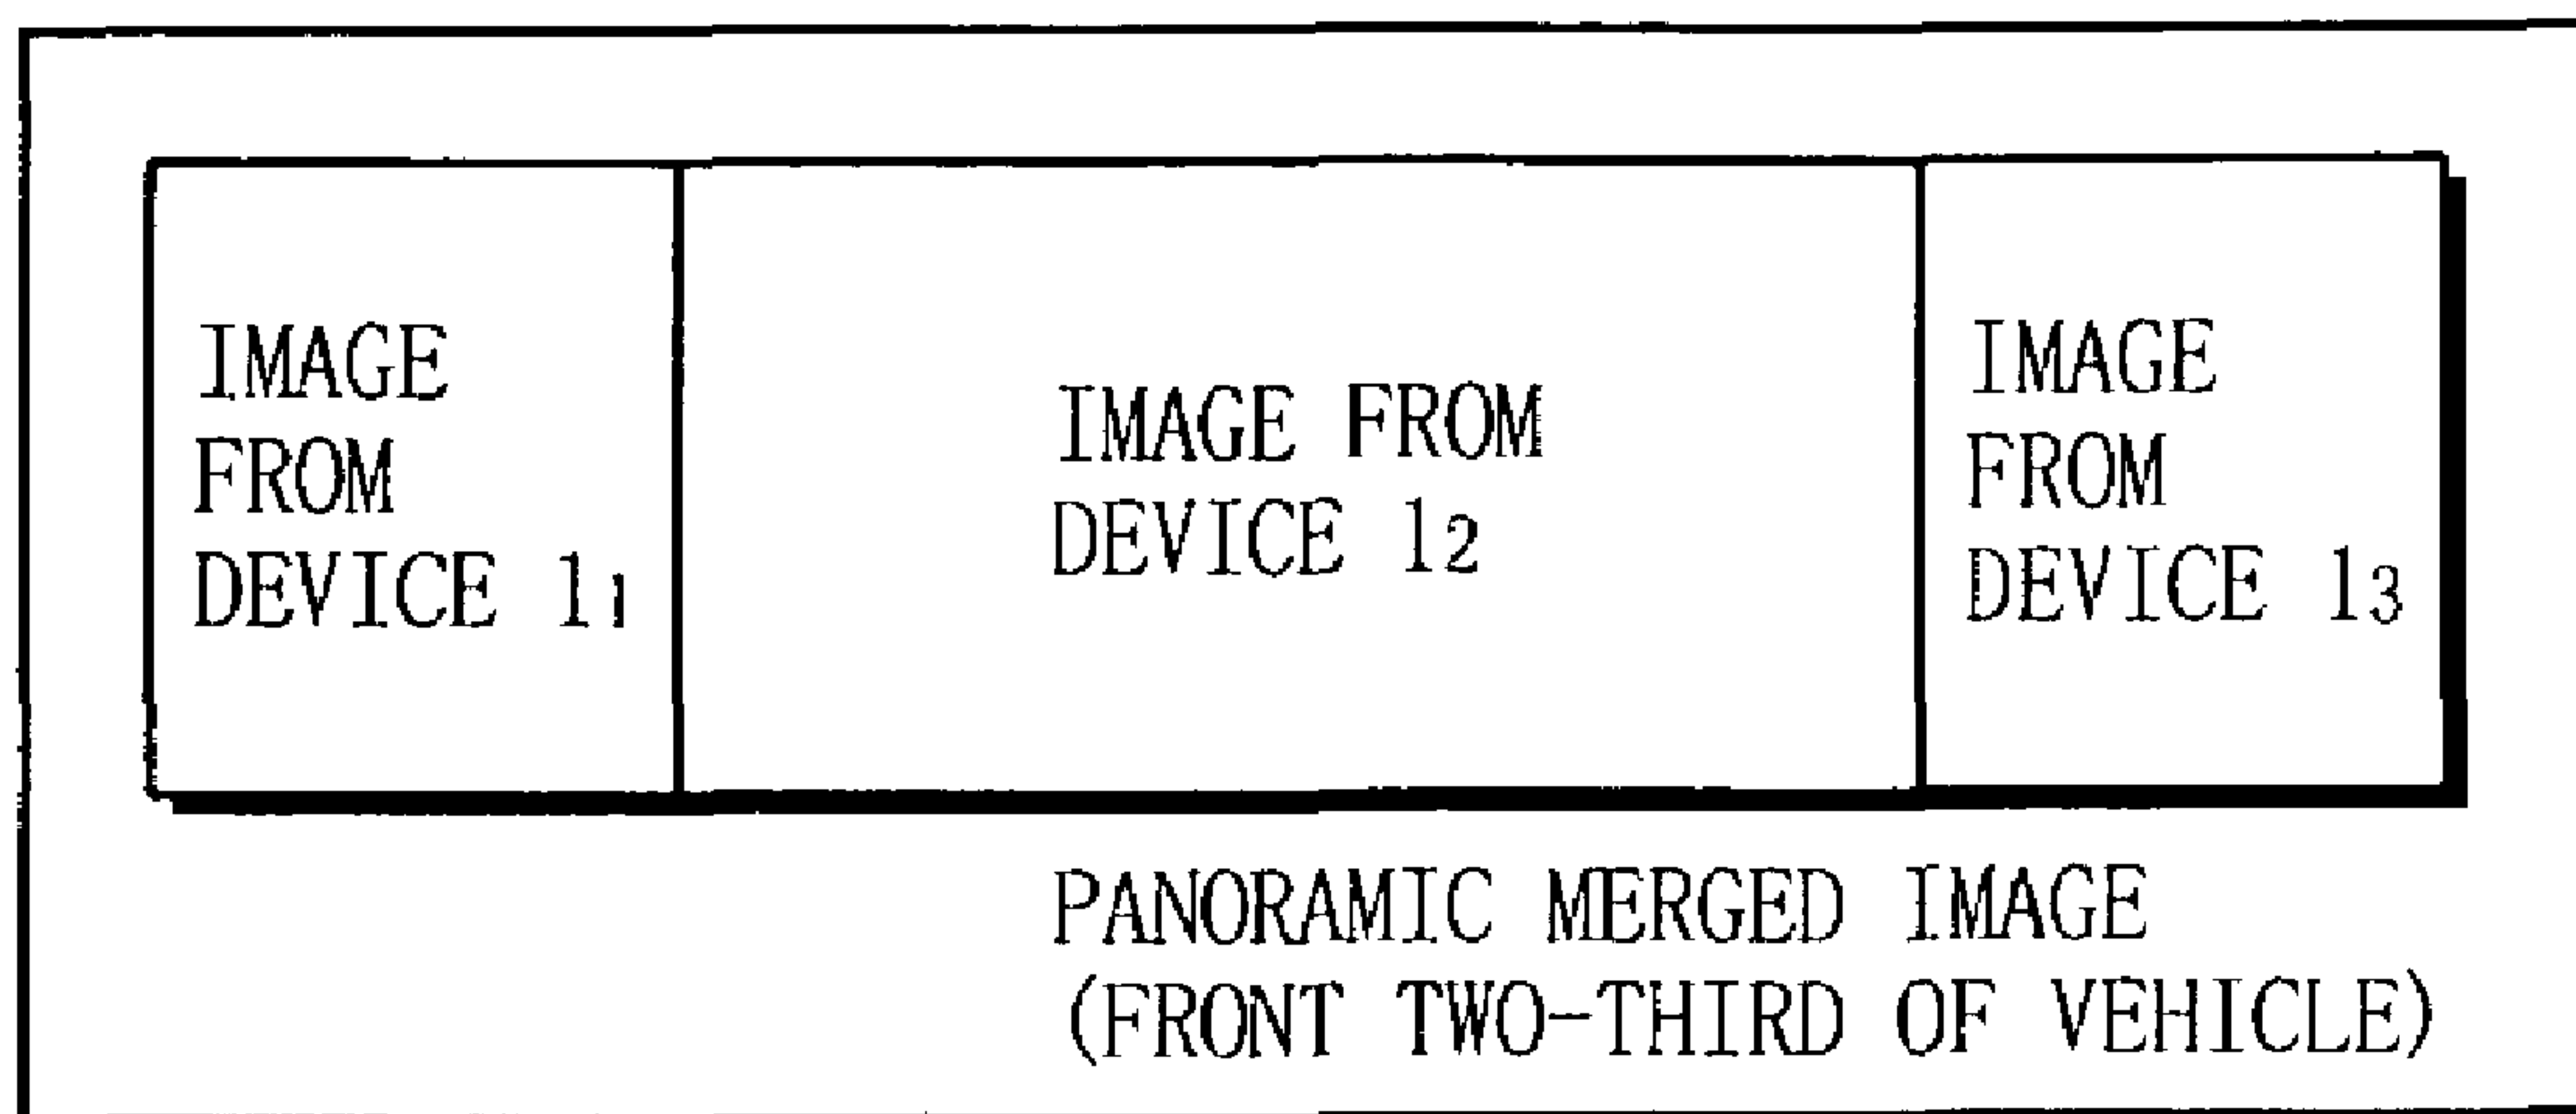 IMAGE
FROM
DEVICE 1₁
IMAGE FROM
DEVICE 1₂
IMAGE
FROM
DEVICE 1₃
PANORAMIC MERGED IMAGE
(FRONT TWO-THIRD OF VEHICLE)